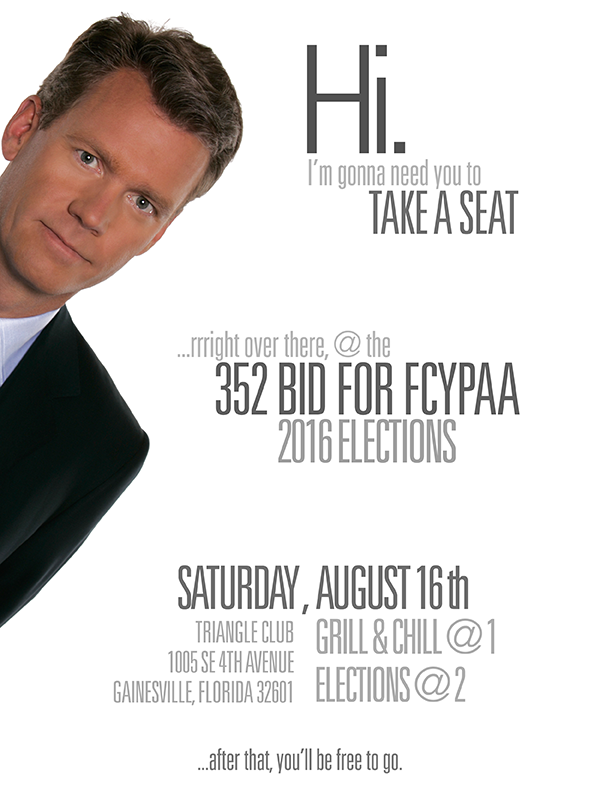 Hi.
I'm gonna need you to
TAKE A SEAT
...rrright over there, @ the
352 BID FOR FCYPAA
2016 ELECTIONS
SATURDAY, AUGUST 16th
TRIANGLE CLUB
1005 SE 4TH AVENUE
GAINESVILLE, FLORIDA 32601
GRILL & CHILL @ 1
ELECTIONS @ 2
...after that, you'll be free to go.